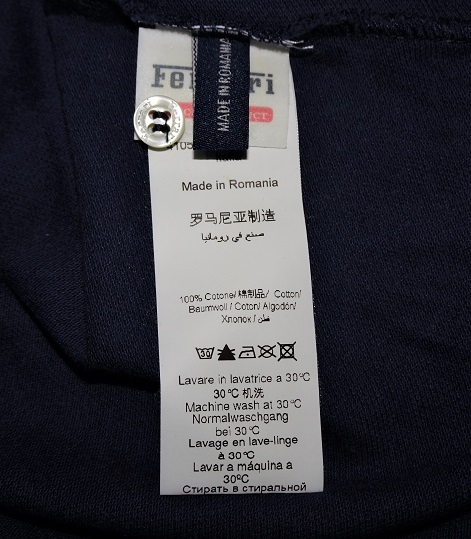 MADE IN ROMANIA
Made in Romania
罗马尼亚制造
صنع في رومانيا
100% Cotone/棉制品/ Cotton/
Baumwoll / Coton/ Algodón/
Хлопок / قطن
30
Lavare in lavatrice a 30°C
30°C 机洗
Machine wash at 30°C
Normalwaschgang
bei 30°C
Lavage en lave-linge
à 30°C
Lavar a máquina a
30ºC
Стирать в стиральной